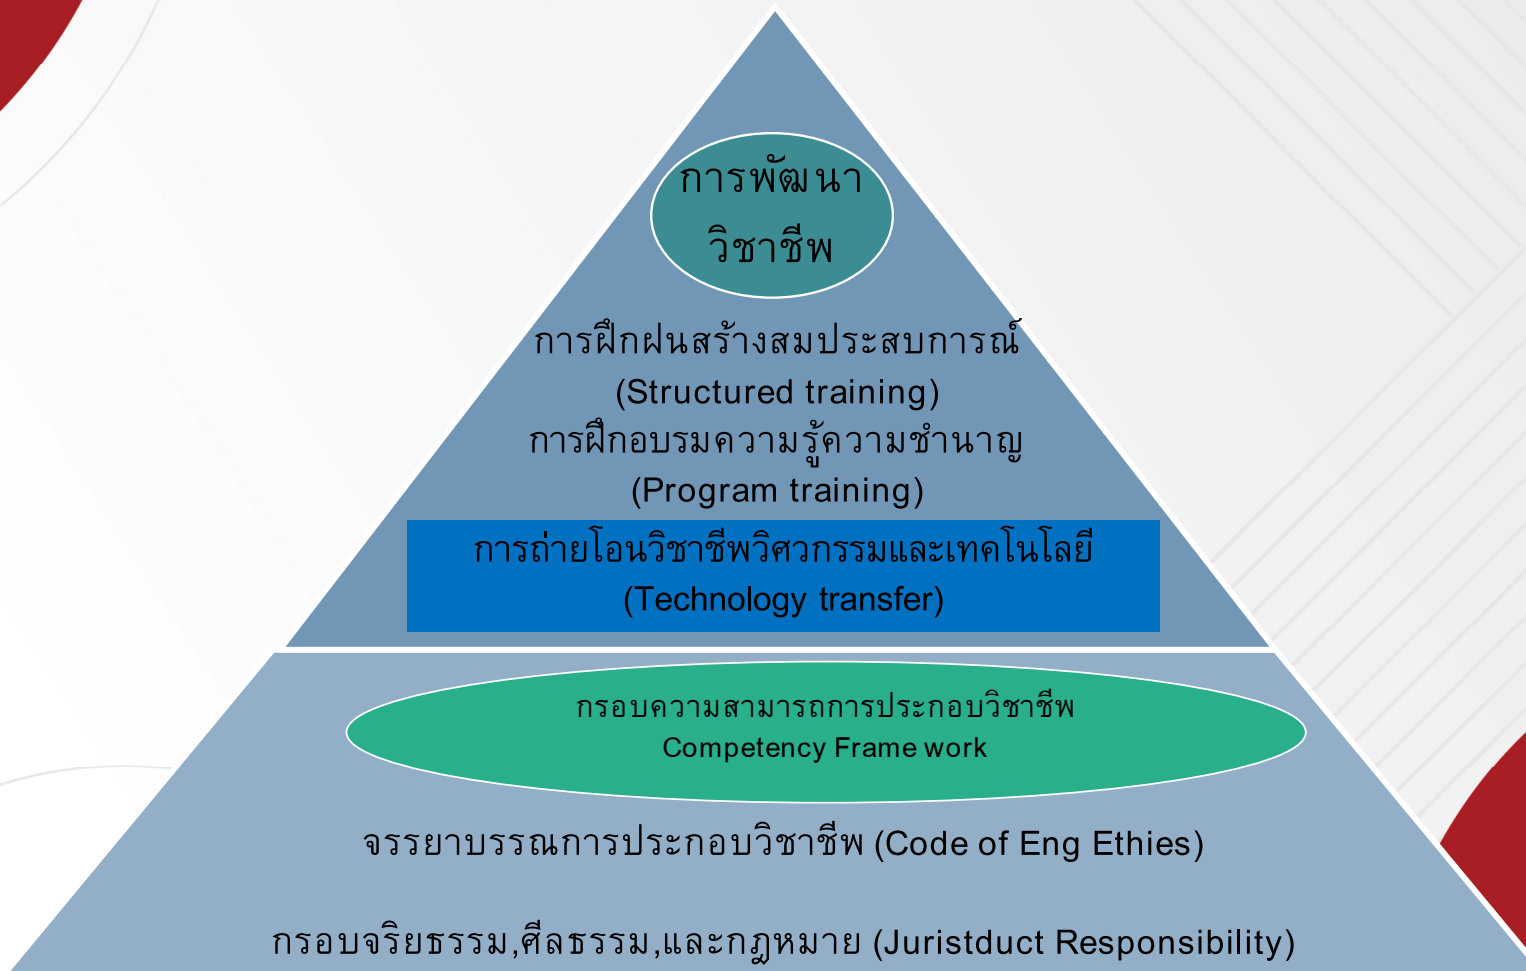 การพัฒนา
วิชาชีพ
การฝึกฝนสร้างสมประสบการณ์
(Structured training)
การฝึกอบรมความรู้ความชำนาญ
(Program training)
การถ่ายโอนวิชาชีพวิศวกรรมและเทคโนโลยี
(Technology transfer)
กรอบความสามารถการประกอบวิชาชีพ
Competency Frame work
จรรยาบรรณการประกอบวิชาชีพ (Code of Eng Ethies)
กรอบจริยธรรม,ศีลธรรม,และกฎหมาย (Juristduct Responsibility)